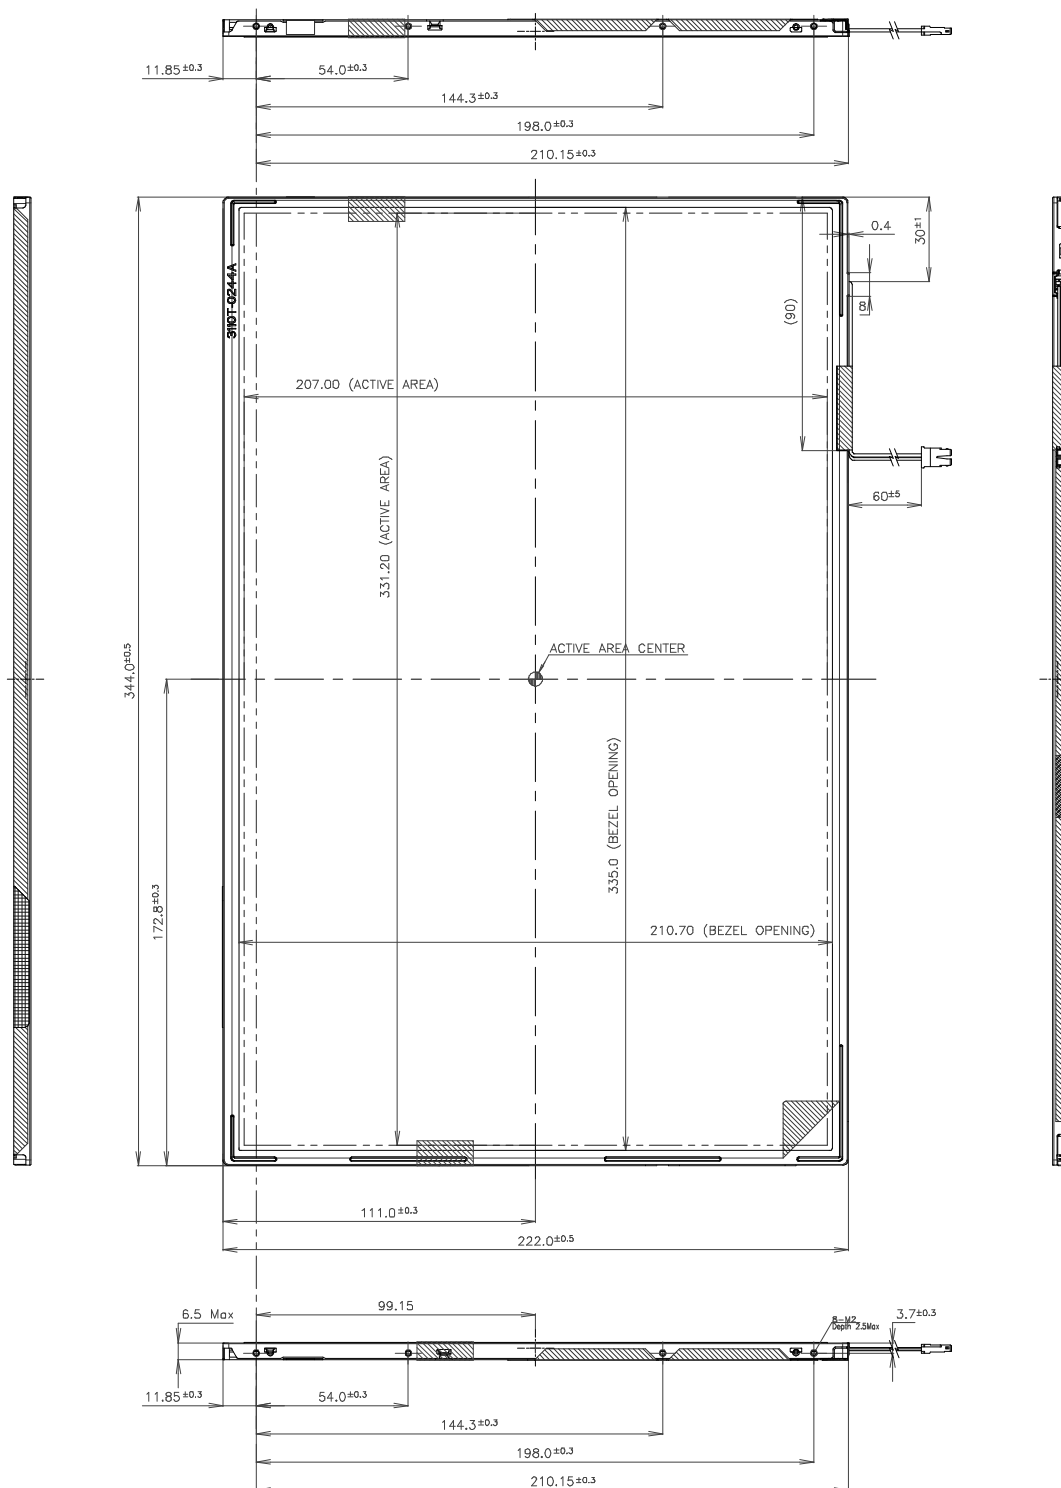 11.85±0.3
54.0±0.3
144.3±0.3
198.0±0.3
210.15±0.3
0.4
30±1
8
(90)
3110T-0244A
207.00 (ACTIVE AREA)
331.20 (ACTIVE AREA)
60±5
ACTIVE AREA CENTER
344.0±0.5
335.0 (BEZEL OPENING)
172.8±0.3
210.70 (BEZEL OPENING)
111.0±0.3
222.0±0.5
99.15
6.5 Max
8-M2
Depth 2.5Max
3.7±0.3
11.85±0.3
54.0±0.3
144.3±0.3
198.0±0.3
210.15±0.3